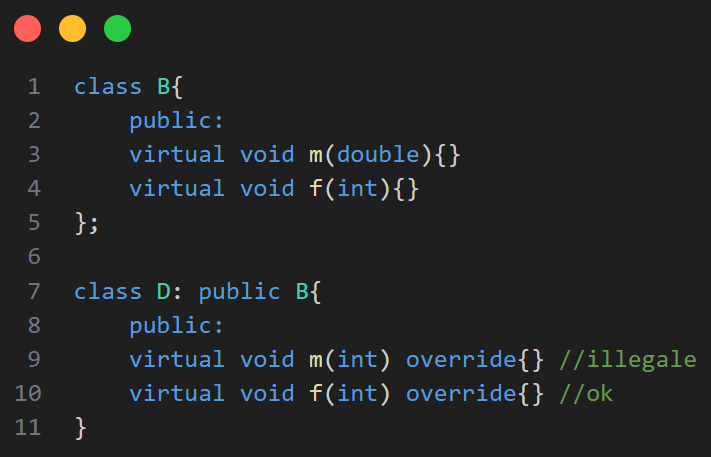 1 class B{
2 public:
3 virtual void m(double){}
4 virtual void f(int){}
5 };
6
7 class D: public B{
8 public:
9 virtual void m(int) override{} //illegale
10 virtual void f(int) override{} //ok
11 }